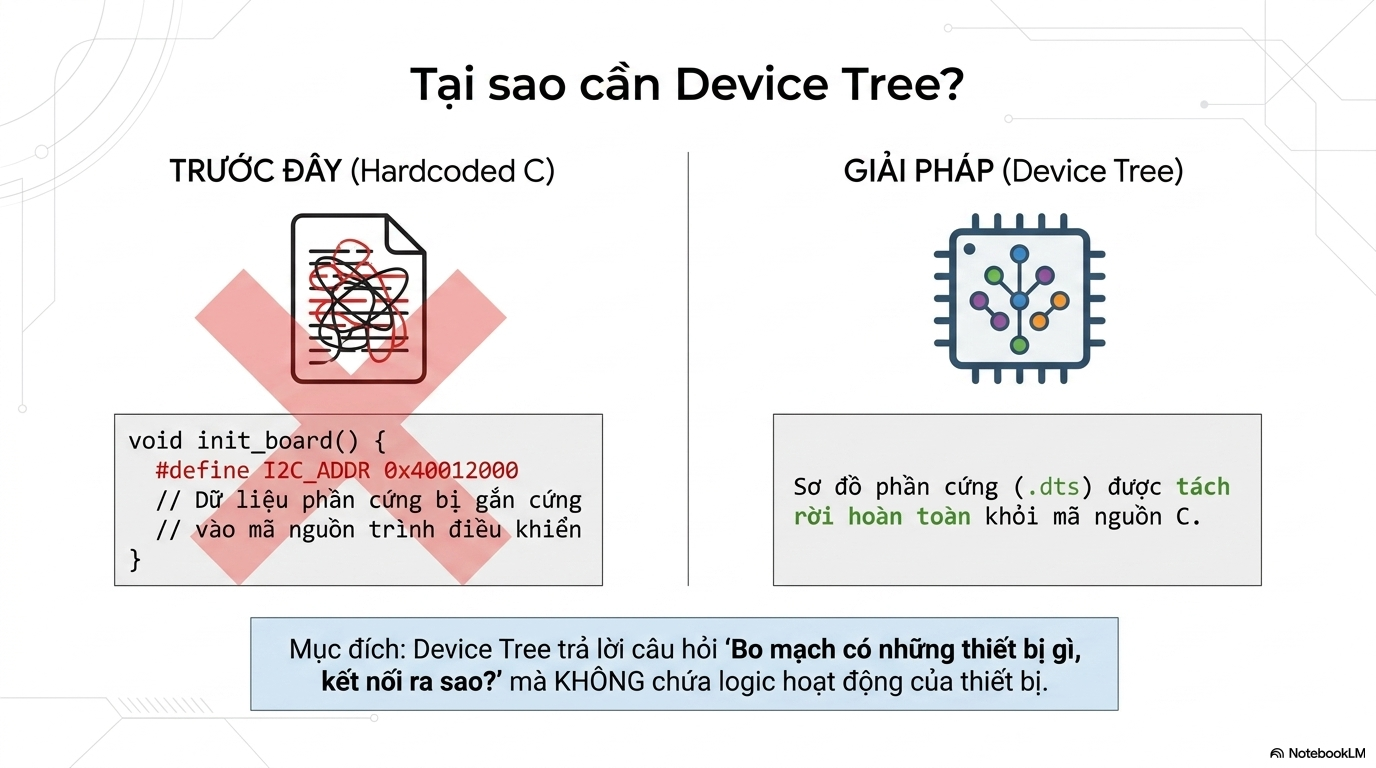 Tại sao cần Device Tree?
TRƯỚC ĐÂY (Hardcoded C)
void init_board() {
#define I2C_ADDR 0x40012000
// Dữ liệu phần cứng bị gắn cứng
// vào mã nguồn trình điều khiển
}
GIẢI PHÁP (Device Tree)
Sơ đồ phần cứng (.dts) được tách
rời hoàn toàn khỏi mã nguồn C.
Mục đích: Device Tree trả lời câu hỏi ‘Bo mạch có những thiết bị gì,
kết nối ra sao?’ mà KHÔNG chứa logic hoạt động của thiết bị.
NotebookLM